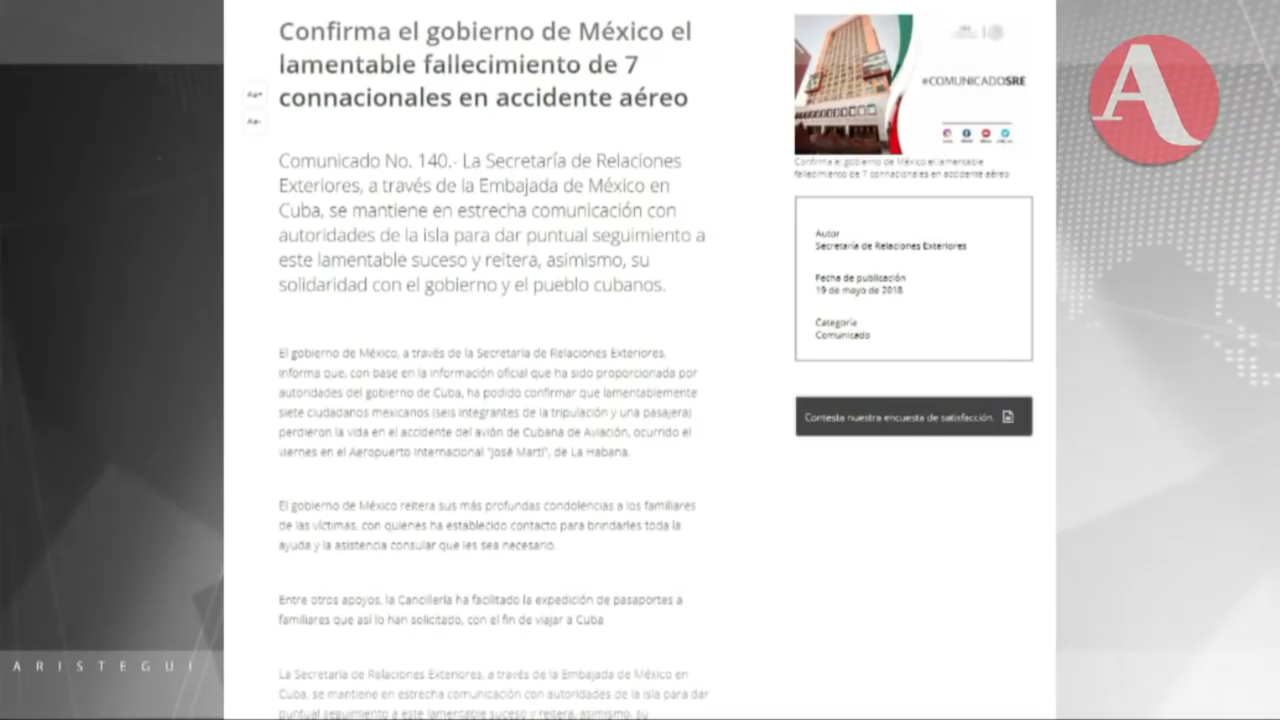 Confirma el gobierno de México el
lamentable fallecimiento de 7
connacionales en accidente aéreo
Aa+
Aa-
Comunicado No. 140.- La Secretaría de Relaciones
Exteriores, a través de la Embajada de México en
Cuba, se mantiene en estrecha comunicación con
autoridades de la isla para dar puntual seguimiento a
este lamentable suceso y reitera, asimismo, su
solidaridad con el gobierno y el pueblo cubanos.
El gobierno de México, a través de la Secretaría de Relaciones Exteriores,
informa que, con base en la información oficial que ha sido proporcionada por
autoridades del gobierno de Cuba, ha podido confirmar que lamentablemente
siete ciudadanos mexicanos (seis integrantes de la tripulación y una pasajera)
perdieron la vida en el accidente del avión de Cubana de Aviación, ocurrido el
viernes en el Aeropuerto Internacional "José Martí", de La Habana.
El gobierno de México reitera sus más profundas condolencias a los familiares
de las víctimas, con quienes ha establecido contacto para brindarles toda la
ayuda y la asistencia consular que les sea necesario.
Entre otros apoyos, la Cancillería ha facilitado la expedición de pasaportes a
familiares que así lo han solicitado, con el fin de viajar a Cuba
La Secretaría de Relaciones Exteriores, a través de la Embajada de México en
Cuba, se mantiene en estrecha comunicación con autoridades de la isla para dar
puntual seguimiento a este lamentable suceso y reitera, asimismo, su
#COMUNICADOSRE
Confirma el gobierno de México el lamentable
fallecimiento de 7 connacionales en accidente aéreo
Autor
Secretaría de Relaciones Exteriores
Fecha de publicación
19 de mayo de 2018
Categoría
Comunicado
Contesta nuestra encuesta de satisfacción
A
ARISTEGUI